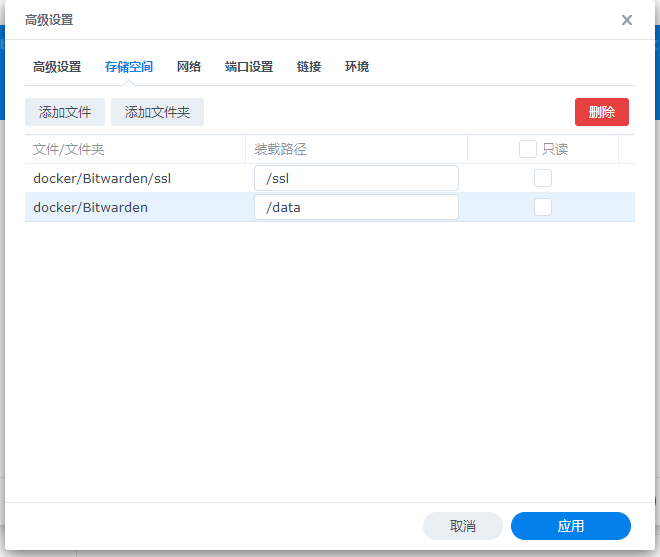 高级设置
高级设置 存储空间 网络 端口设置 链接 环境
添加文件 添加文件夹 删除
文件/文件夹 装载路径 只读
docker/Bitwarden/ssl /ssl
docker/Bitwarden /data
取消 应用